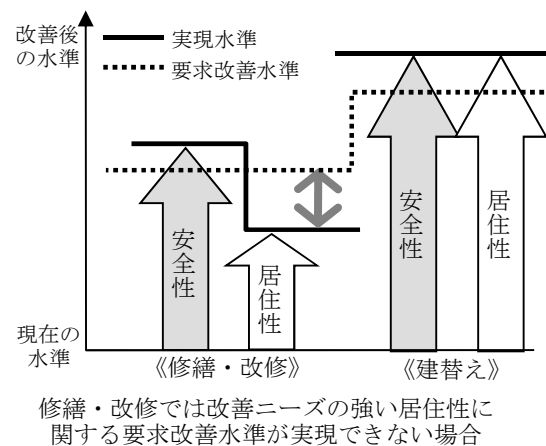 改善後
の水準
実現水準
要求改善水準
安全性
居住性
安全性
居住性
現在の
水準
《修繕・改修》
《建替え》
修繕・改修では改善ニーズの強い居住性に
関する要求改善水準が実現できない場合